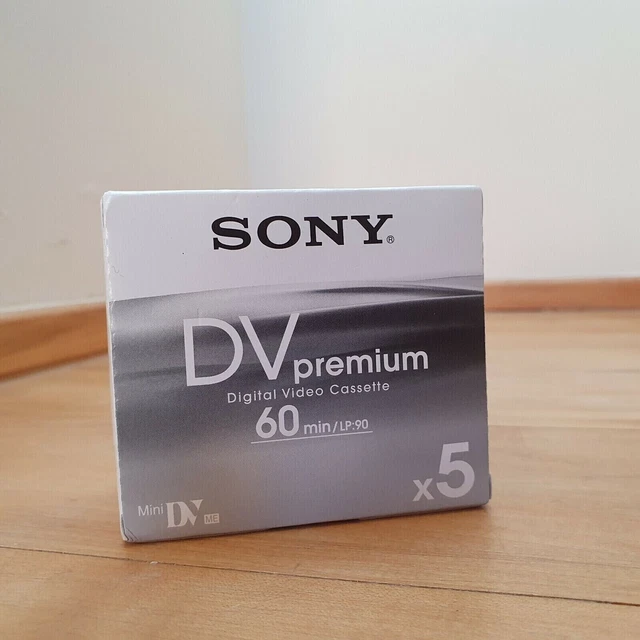 SONY®
DV premium
Digital Video Cassette
60 min/LP:90
x5
Mini DV ME